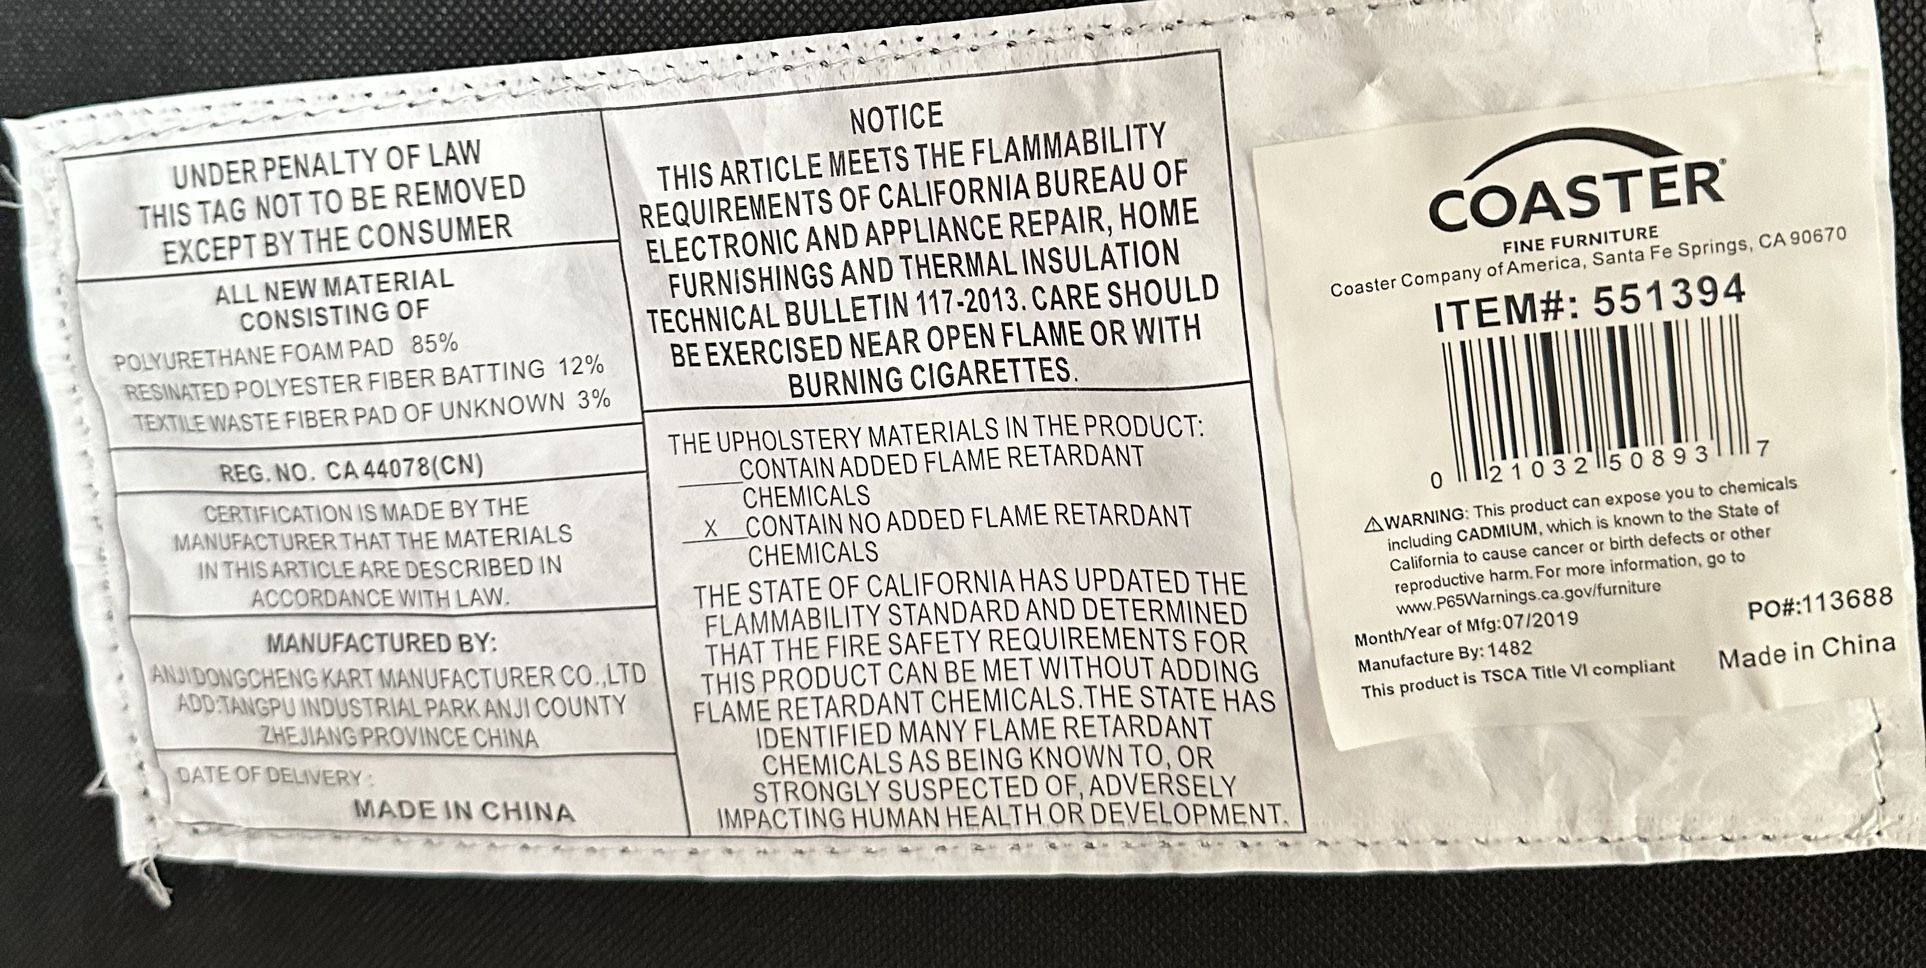 UNDER PENALTY OF LAW
THIS TAG NOT TO BE REMOVED
EXCEPT BY THE CONSUMER
ALL NEW MATERIAL
CONSISTING OF
POLYURETHANE FOAM PAD 85%
RESINATED POLYESTER FIBER BATTING 12%
TEXTILE WASTE FIBER PAD OF UNKNOWN 3%
REG. NO. CA 44078(CN)
CERTIFICATION IS MADE BY THE
MANUFACTURER THAT THE MATERIALS
IN THIS ARTICLE ARE DESCRIBED IN
ACCORDANCE WITH LAW.
MANUFACTURED BY:
ANJI DONGCHENG KART MANUFACTURER CO.,LTD
ADD:TANGPU INDUSTRIAL PARK ANJI COUNTY
ZHEJIANG PROVINCE CHINA
DATE OF DELIVERY:
MADE IN CHINA
NOTICE
THIS ARTICLE MEETS THE FLAMMABILITY
REQUIREMENTS OF CALIFORNIA BUREAU OF
ELECTRONIC AND APPLIANCE REPAIR, HOME
FURNISHINGS AND THERMAL INSULATION
TECHNICAL BULLETIN 117-2013. CARE SHOULD
BE EXERCISED NEAR OPEN FLAME OR WITH
BURNING CIGARETTES.
THE UPHOLSTERY MATERIALS IN THE PRODUCT:
_____CONTAIN ADDED FLAME RETARDANT
CHEMICALS
__X__CONTAIN NO ADDED FLAME RETARDANT
CHEMICALS
THE STATE OF CALIFORNIA HAS UPDATED THE
FLAMMABILITY STANDARD AND DETERMINED
THAT THE FIRE SAFETY REQUIREMENTS FOR
THIS PRODUCT CAN BE MET WITHOUT ADDING
FLAME RETARDANT CHEMICALS.THE STATE HAS
IDENTIFIED MANY FLAME RETARDANT
CHEMICALS AS BEING KNOWN TO, OR
STRONGLY SUSPECTED OF, ADVERSELY
IMPACTING HUMAN HEALTH OR DEVELOPMENT.
COASTER®
FINE FURNITURE
Coaster Company of America, Santa Fe Springs, CA 90670
ITEM#: 551394
0 21032 50893 7
⚠WARNING: This product can expose you to chemicals
including CADMIUM, which is known to the State of
California to cause cancer or birth defects or other
reproductive harm. For more information, go to
www.P65Warnings.ca.gov/furniture
Month/Year of Mfg:07/2019
PO#:113688
Manufacture By: 1482
Made in China
This product is TSCA Title VI compliant